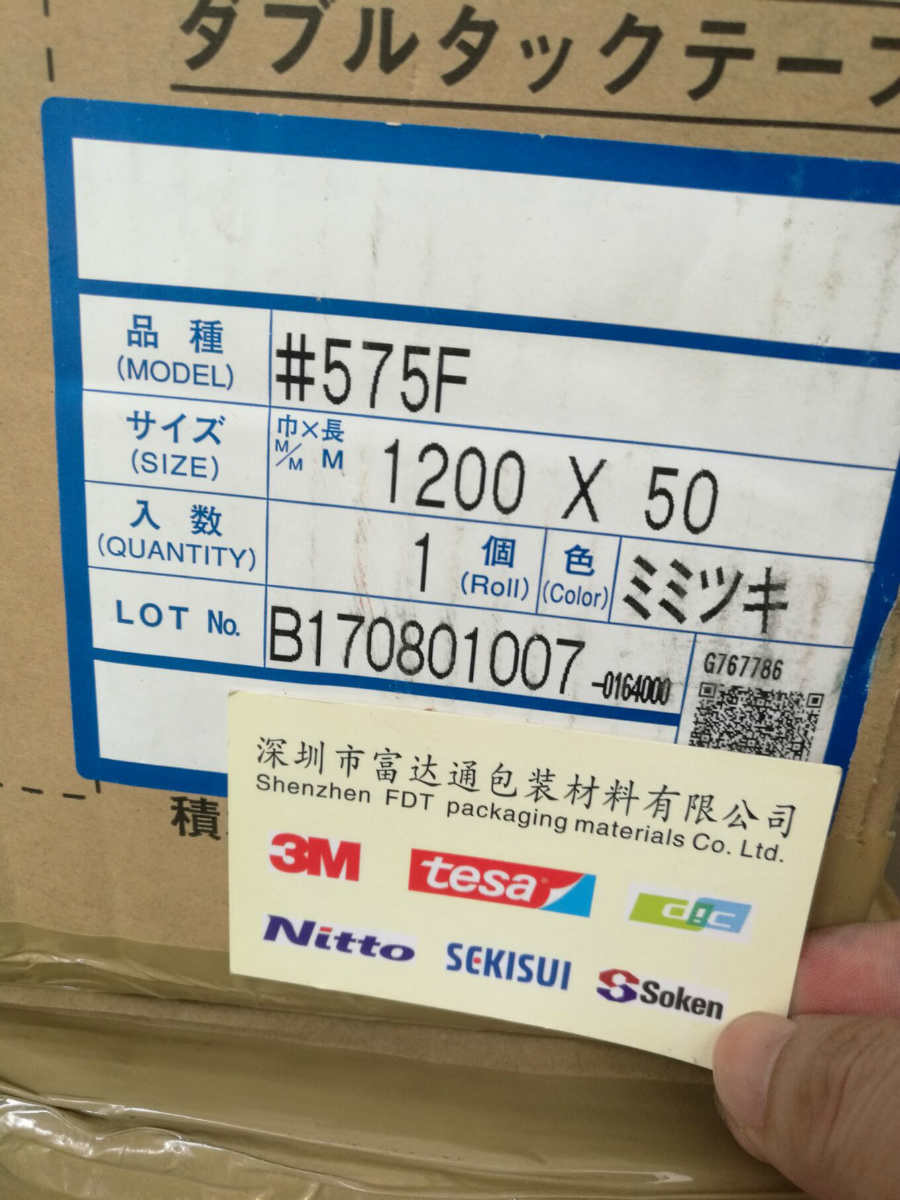 ダブルタックテー
品種
(MODEL)
#575F
サイズ
(SIZE)
巾×長
M/M M
1200 X 50
入数
(QUANTITY)
1 個
(Roll)
色
(Color)
ミミツキ
LOT No.
B170801007 -0164000
G767786
積
深圳市富达通包装材料有限公司
Shenzhen FDT packaging materials Co. Ltd.
3M tesa dic
Nitto SEKISUI Soken